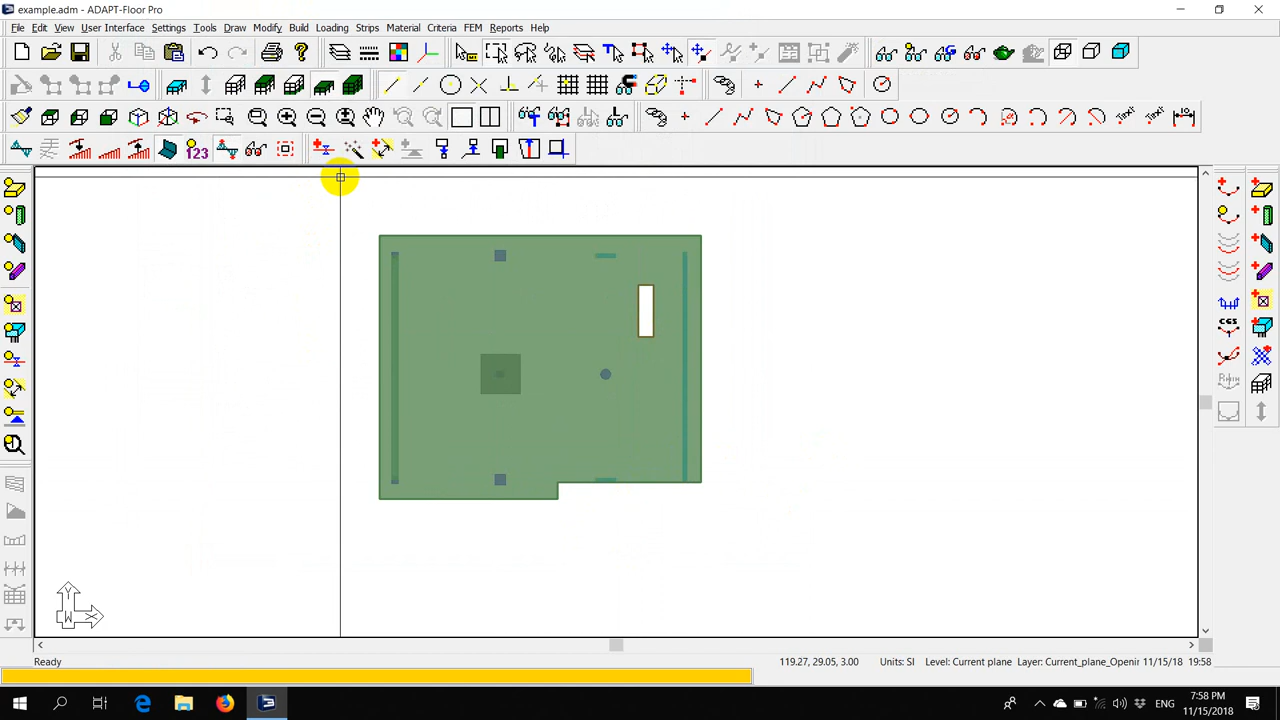 example.adm - ADAPT-Floor Pro
File Edit View User Interface Settings Tools Draw Modify Build Loading Strips Material Criteria FEM Reports Help
123
CGS
Y
W X
Ready 119.27, 29.05, 3.00 Units: SI Level: Current plane Layer: Current_plane_Openir 11/15/18 19:58
ENG 7:58 PM
11/15/2018